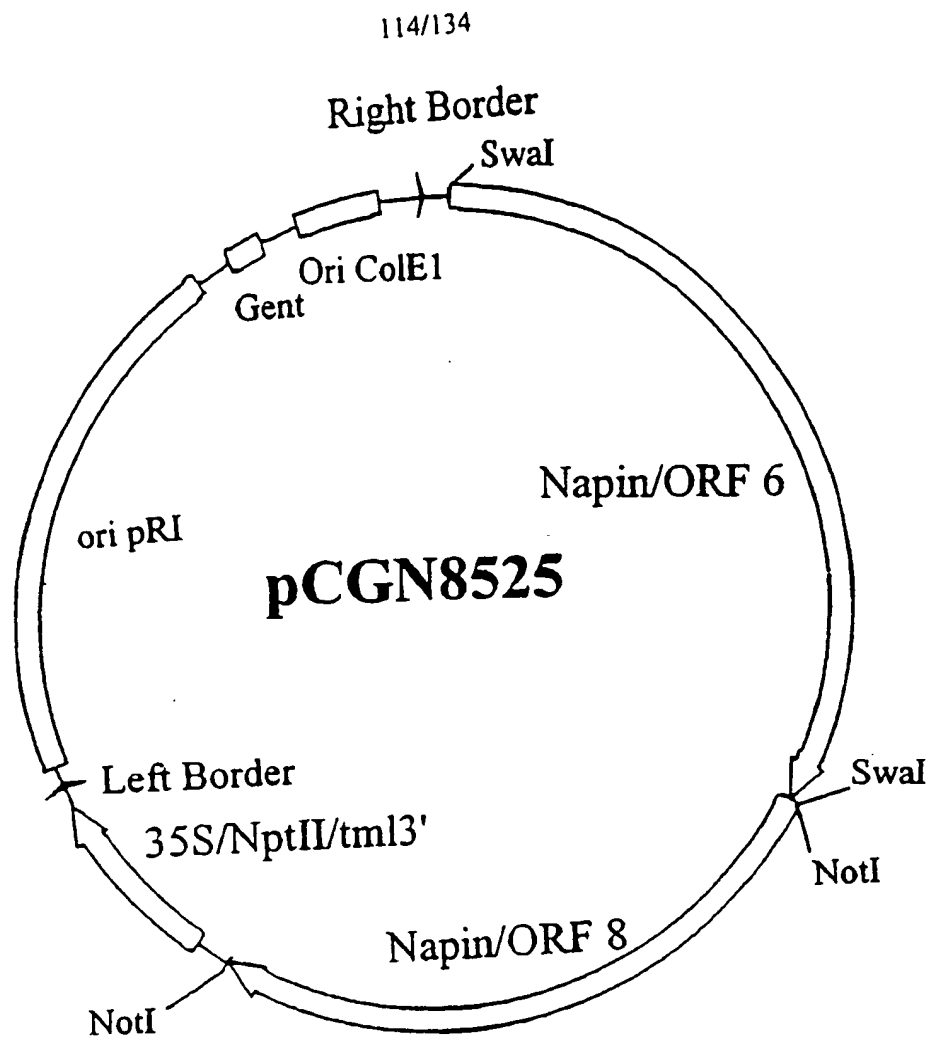 114/134
Right Border
SwaI
Ori ColE1
Gent
Napin/ORF 6
ori pRI
pCGN8525
Left Border
SwaI
35S/NptII/tml3'
NotI
Napin/ORF 8
NotI